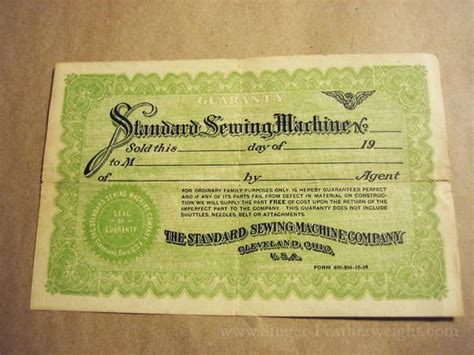 GUARANTY
Standard Sewing Machine No.
Sold this day of 19
to M
of by Agent
FOR ORDINARY FAMILY PURPOSES ONLY, IS HEREBY GUARANTEED PERFECT
AND IF ANY OF ITS PARTS FAIL FROM DEFECT IN MATERIAL OR CONSTRUC-
TION WE WILL SUPPLY THE PART FREE OF COST UPON THE RETURN OF THE
IMPERFECT PART TO THE COMPANY. THIS GUARANTY DOES NOT INCLUDE
SHUTTLES, NEEDLES, BELT OR ATTACHMENTS.
SEAL
OF
GUARANTY
THE STANDARD SEWING MACHINE COMPANY
CLEVELAND, OHIO,
U.S.A.
www.Singer-Featherweight.com